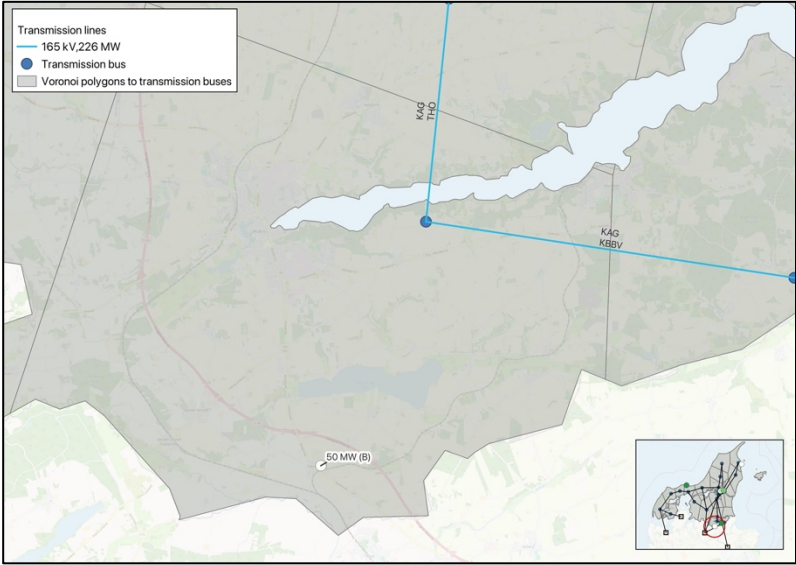 Transmission lines
165 kV,226 MW
Transmission bus
Voronoi polygons to transmission buses
KAG
THO
KAG
KBBV
50 MW (B)